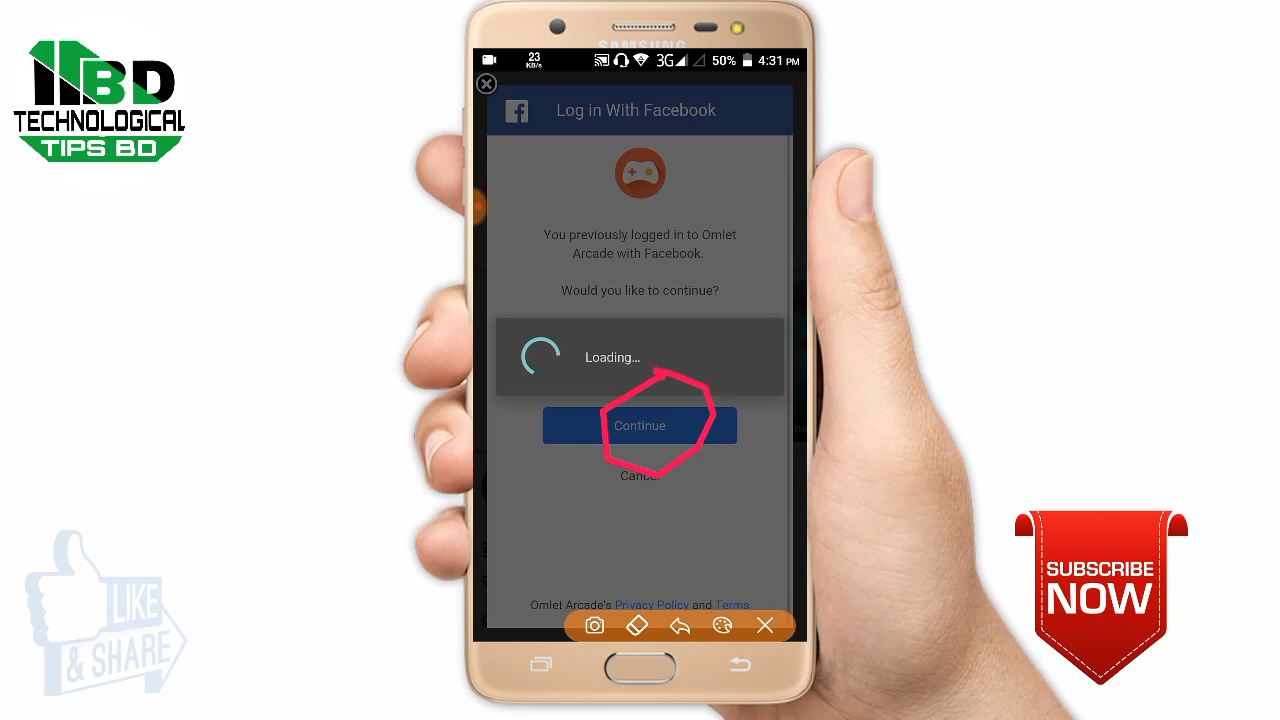 BD
TECHNOLOGICAL
TIPS BD
SAMSUNG
23
KB/s
3G
50%
4:31 PM
Log in With Facebook
You previously logged in to Omlet
Arcade with Facebook.
Would you like to continue?
Loading...
Continue
Cancel
Omlet Arcade's Privacy Policy and Terms
LIKE
& SHARE
SUBSCRIBE
NOW